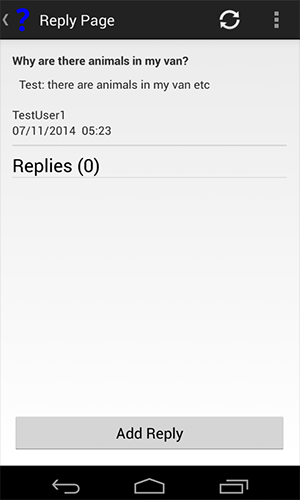 ? Reply Page
Why are there animals in my van?
Test: there are animals in my van etc
TestUser1
07/11/2014 05:23
Replies (0)
Add Reply